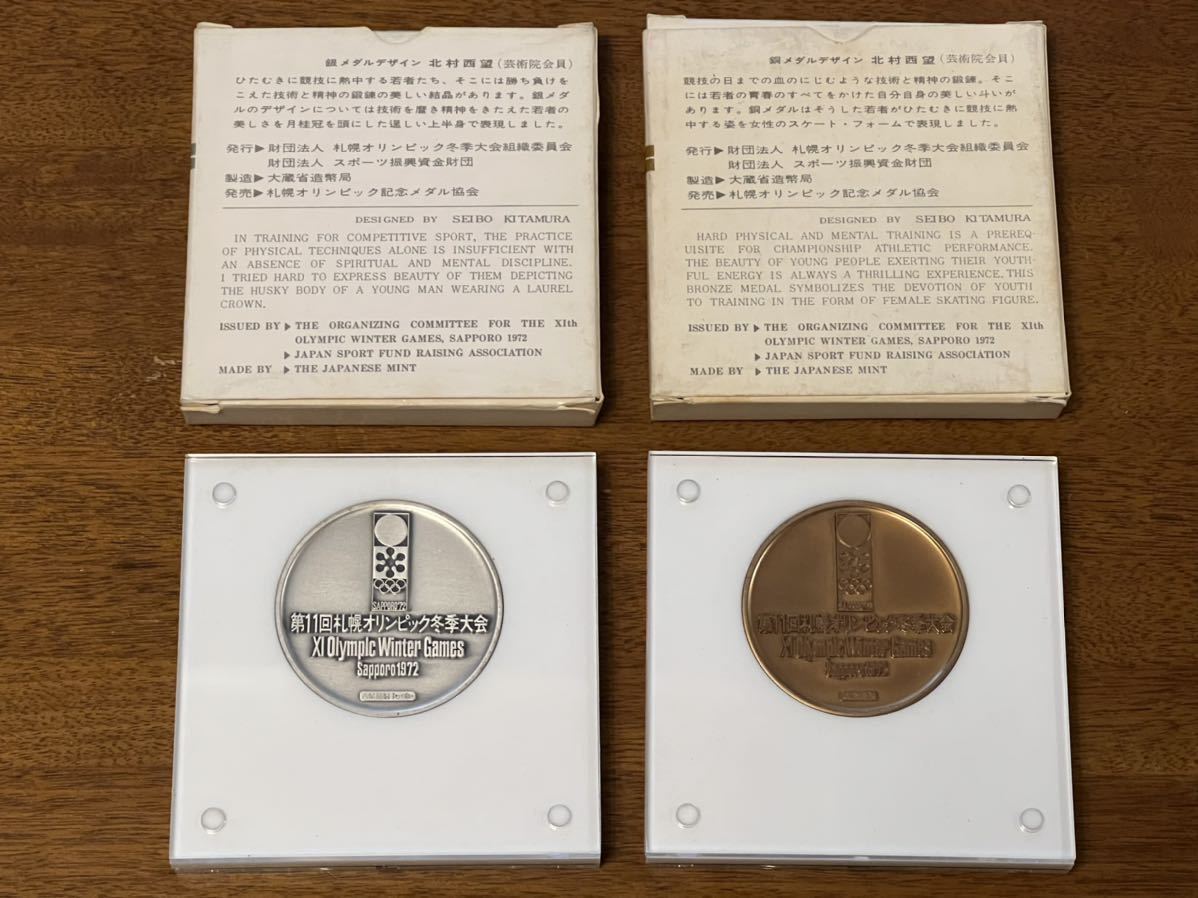 銀メダルデザイン 北村西望(芸術院会員)
ひたむきに競技に熱中する若者たち、そこには勝ち負けを
こえた技術と精神の鍛錬の美しい結晶があります。銀メダ
ルのデザインについては技術を磨き精神をきたえた若者の
美しさを月桂冠を頭にした逞しい上半身で表現しました。
発行▶財団法人 札幌オリンピック冬季大会組織委員会
財団法人 スポーツ振興資金財団
製造▶大蔵省造幣局
発売▶札幌オリンピック記念メダル協会
DESIGNED BY SEIBO KITAMURA
IN TRAINING FOR COMPETITIVE SPORT, THE PRACTICE
OF PHYSICAL TECHNIQUES ALONE IS INSUFFICIENT WITH
AN ABSENCE OF SPIRITUAL AND MENTAL DISCIPLINE.
I TRIED HARD TO EXPRESS BEAUTY OF THEM DEPICTING
THE HUSKY BODY OF A YOUNG MAN WEARING A LAUREL
CROWN.
ISSUED BY ▶ THE ORGANIZING COMMITTEE FOR THE XIth
OLYMPIC WINTER GAMES, SAPPORO 1972
▶ JAPAN SPORT FUND RAISING ASSOCIATION
MADE BY ▶ THE JAPANESE MINT
銅メダルデザイン 北村西望(芸術院会員)
競技の日までの血のにじむような技術と精神の鍛錬。そこ
には若者の青春のすべてをかけた自分自身の美しい斗いが
あります。銅メダルはそうした若者がひたむきに競技に熱
中する姿を女性のスケート・フォームで表現しました。
発行▶財団法人 札幌オリンピック冬季大会組織委員会
財団法人 スポーツ振興資金財団
製造▶大蔵省造幣局
発売▶札幌オリンピック記念メダル協会
DESIGNED BY SEIBO KITAMURA
HARD PHYSICAL AND MENTAL TRAINING IS A PREREQ-
UISITE FOR CHAMPIONSHIP ATHLETIC PERFORMANCE.
THE BEAUTY OF YOUNG PEOPLE EXERTING THEIR YOUTH-
FUL ENERGY IS ALWAYS A THRILLING EXPERIENCE. THIS
BRONZE MEDAL SYMBOLIZES THE DEVOTION OF YOUTH
TO TRAINING IN THE FORM OF FEMALE SKATING FIGURE.
ISSUED BY ▶ THE ORGANIZING COMMITTEE FOR THE XIth
OLYMPIC WINTER GAMES, SAPPORO 1972
▶ JAPAN SPORT FUND RAISING ASSOCIATION
MADE BY ▶ THE JAPANESE MINT
SAPPORO'72
第11回札幌オリンピック冬季大会
XI Olympic Winter Games
Sapporo 1972
SAPPORO'72
第11回札幌オリンピック冬季大会
XI Olympic Winter Games
Sapporo 1972